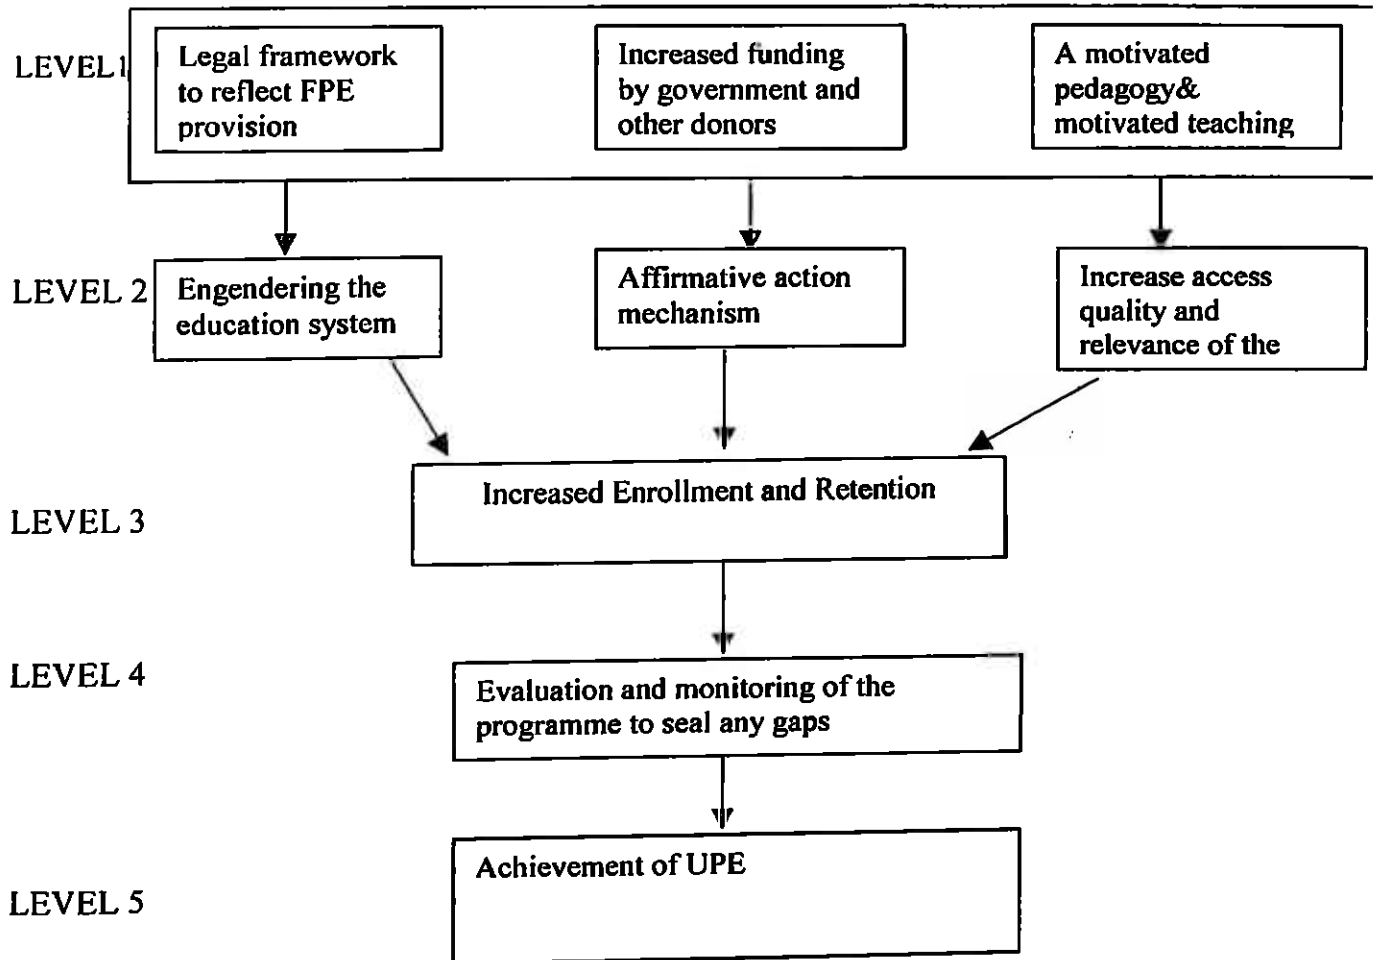 LEVEL1
Legal framework
to reflect FPE
provision
Increased funding
by government and
other donors
A motivated
pedagogy&
motivated teaching
LEVEL 2
Engendering the
education system
Affirmative action
mechanism
Increase access
quality and
relevance of the
LEVEL 3
Increased Enrollment and Retention
LEVEL 4
Evaluation and monitoring of the
programme to seal any gaps
LEVEL 5
Achievement of UPE